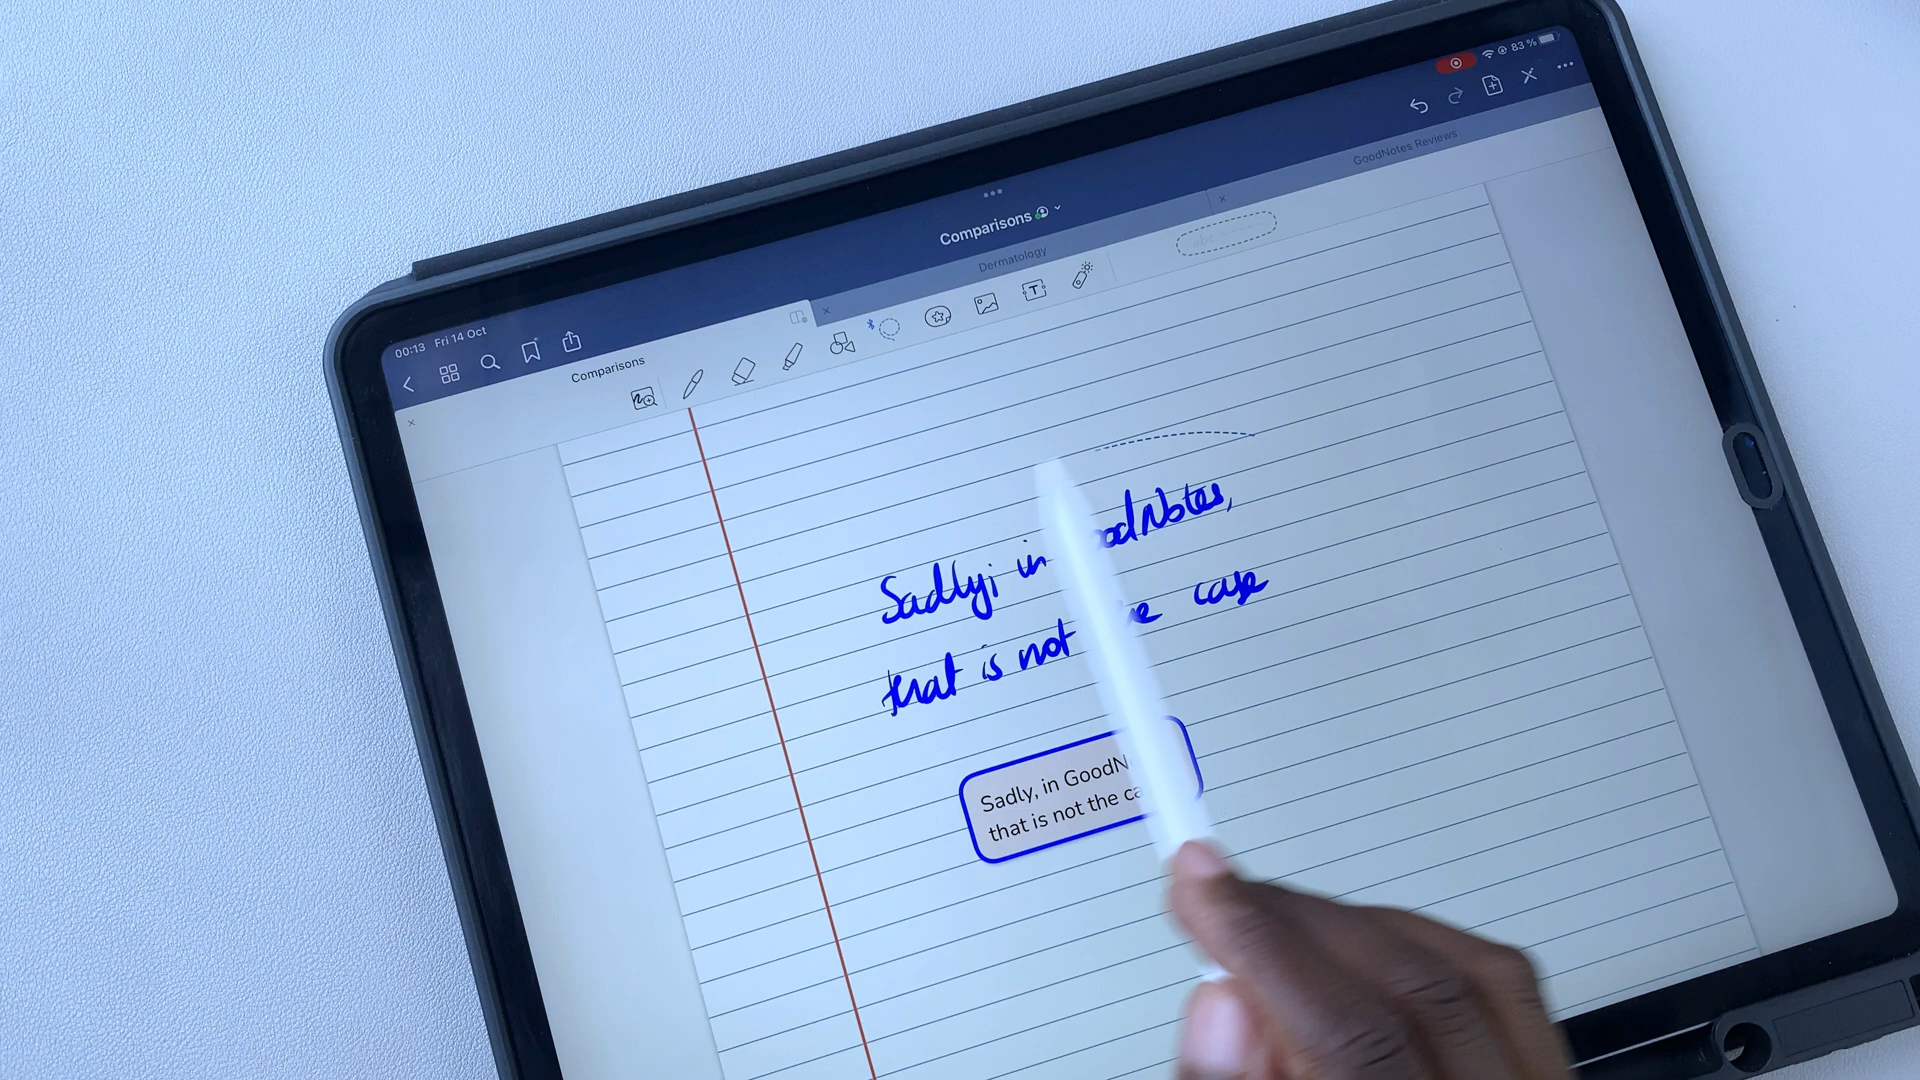 00:13 Fri 14 Oct
83 %
Comparisons
Comparisons
Dermatology
GoodNotes Reviews
T
Sadly, in oodNotes,
that is not case
Sadly, in GoodN
that is not the ca